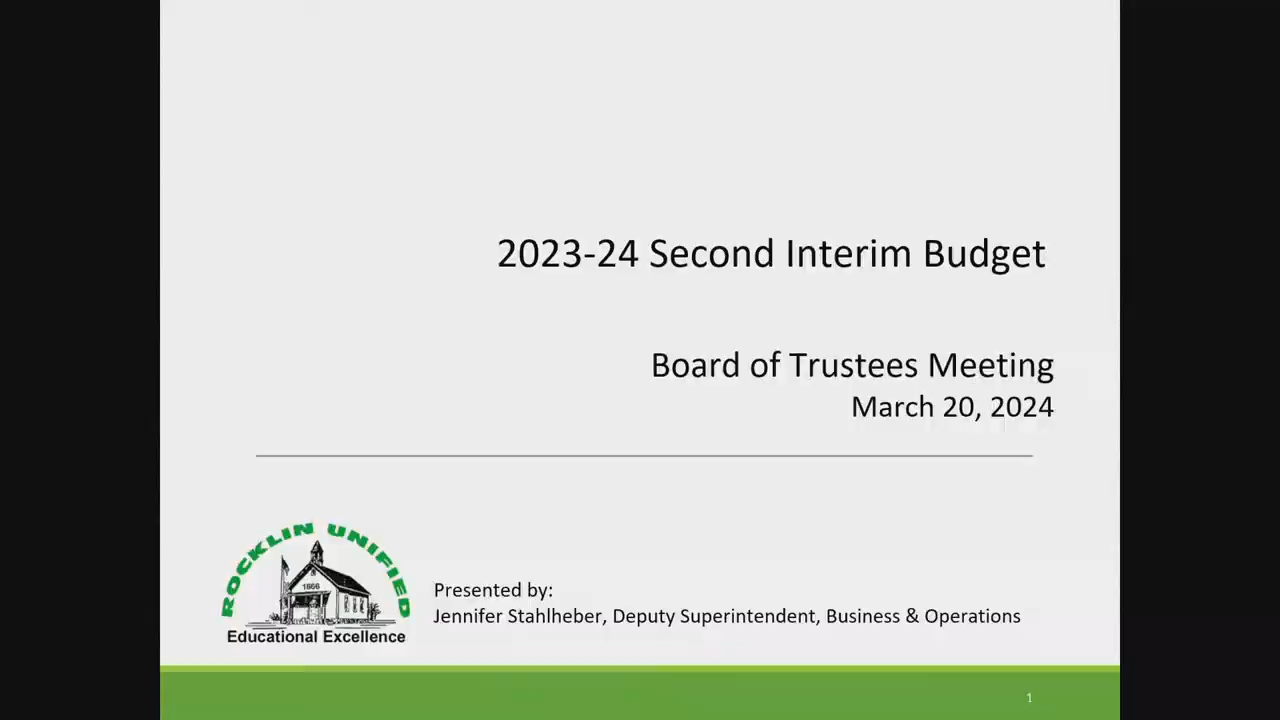 2023-24 Second Interim Budget
Board of Trustees Meeting
March 20, 2024
ROCKLIN UNIFIED
1866
Educational Excellence
Presented by:
Jennifer Stahlheber, Deputy Superintendent, Business & Operations
1